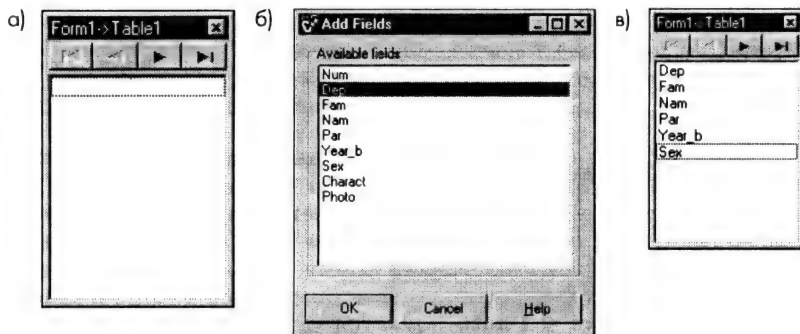 а)
Form1->Table1
б)
Add Fields
Available fields
Num
Dep
Fam
Nam
Par
Year_b
Sex
Charact
Photo
OK
Cancel
Help
в)
Form1->Table1
Dep
Fam
Nam
Par
Year_b
Sex